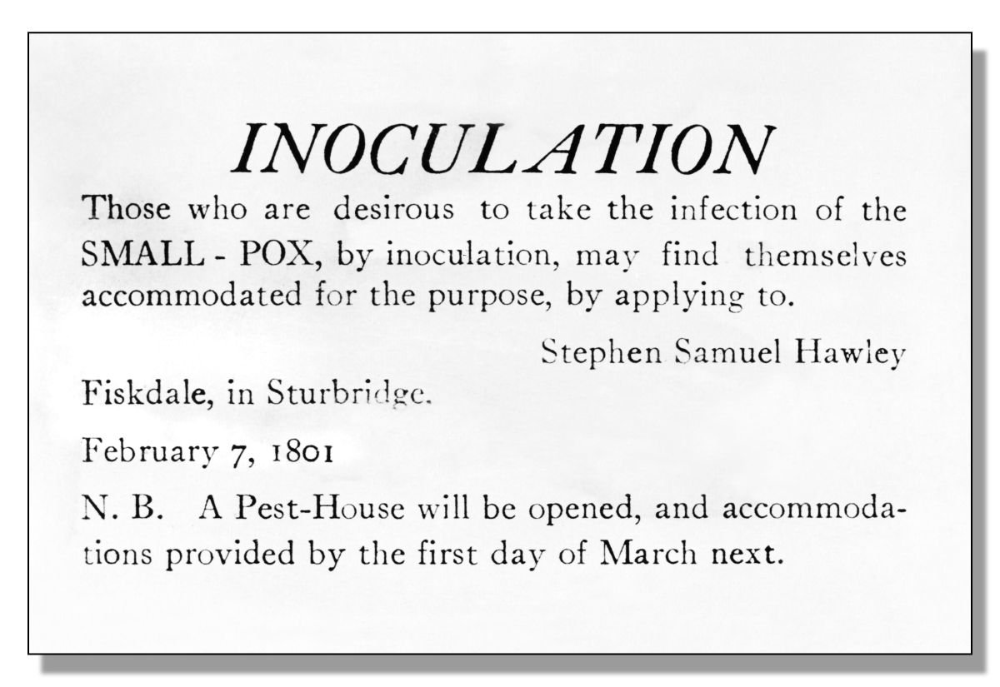 INOCULATION
Those who are desirous to take the infection of the
SMALL - POX, by inoculation, may find themselves
accommodated for the purpose, by applying to.
Stephen Samuel Hawley
Fiskdale, in Sturbridge.
February 7, 1801
N. B. A Pest-House will be opened, and accommoda-
tions provided by the first day of March next.